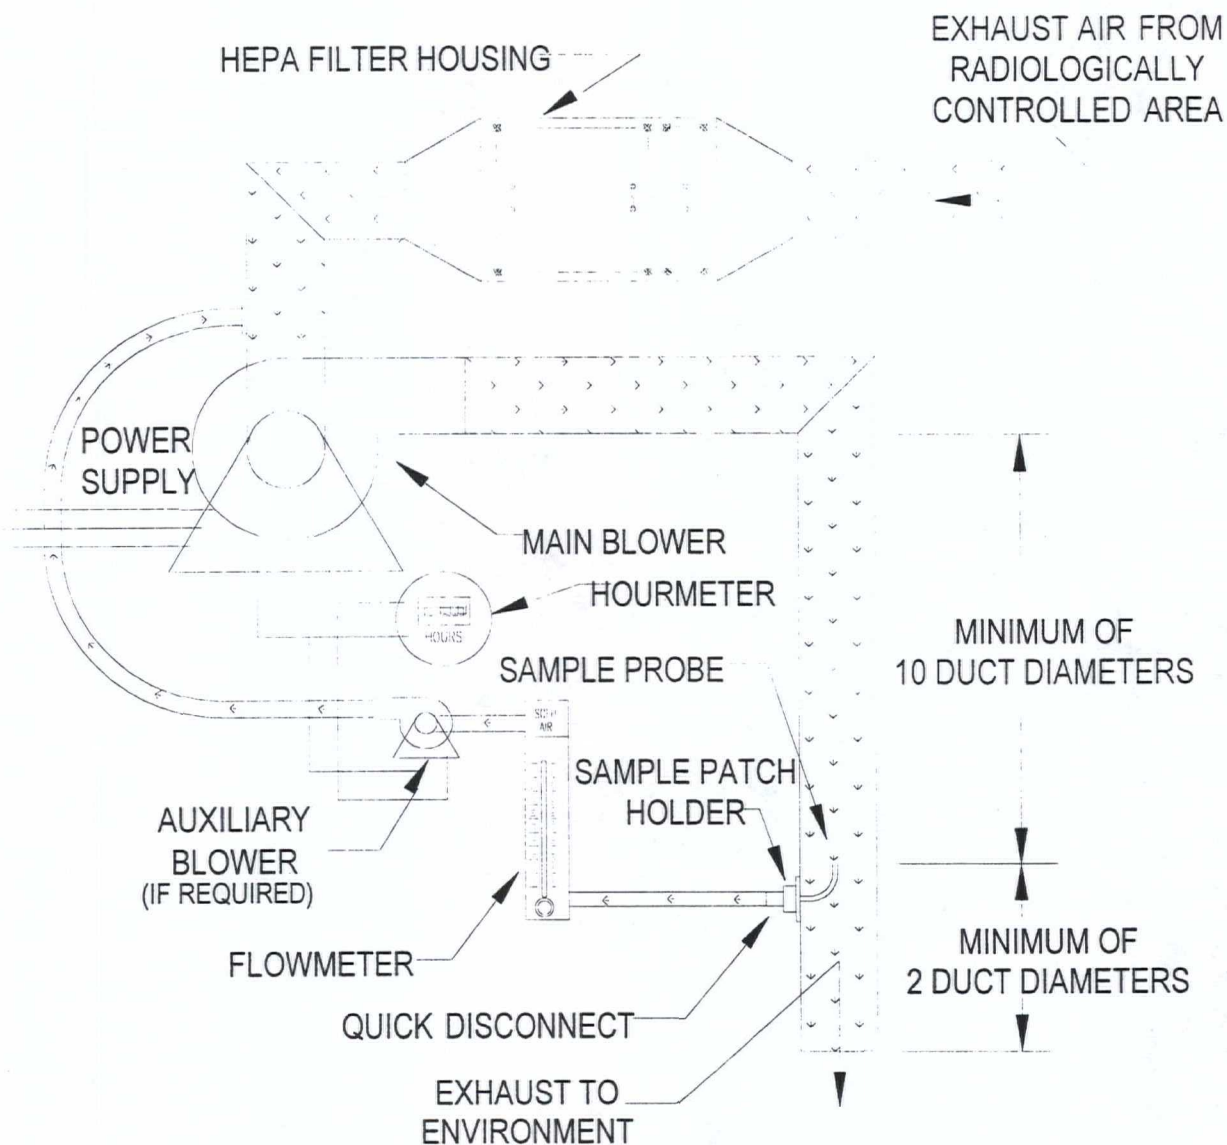 HEPA FILTER HOUSING
EXHAUST AIR FROM
RADIOLOGICALLY
CONTROLLED AREA
POWER
SUPPLY
MAIN BLOWER
HOURMETER
HOURS
SAMPLE PROBE
MINIMUM OF
10 DUCT DIAMETERS
AIR
SAMPLE PATCH
HOLDER
AUXILIARY
BLOWER
(IF REQUIRED)
FLOWMETER
MINIMUM OF
2 DUCT DIAMETERS
QUICK DISCONNECT
EXHAUST TO
ENVIRONMENT